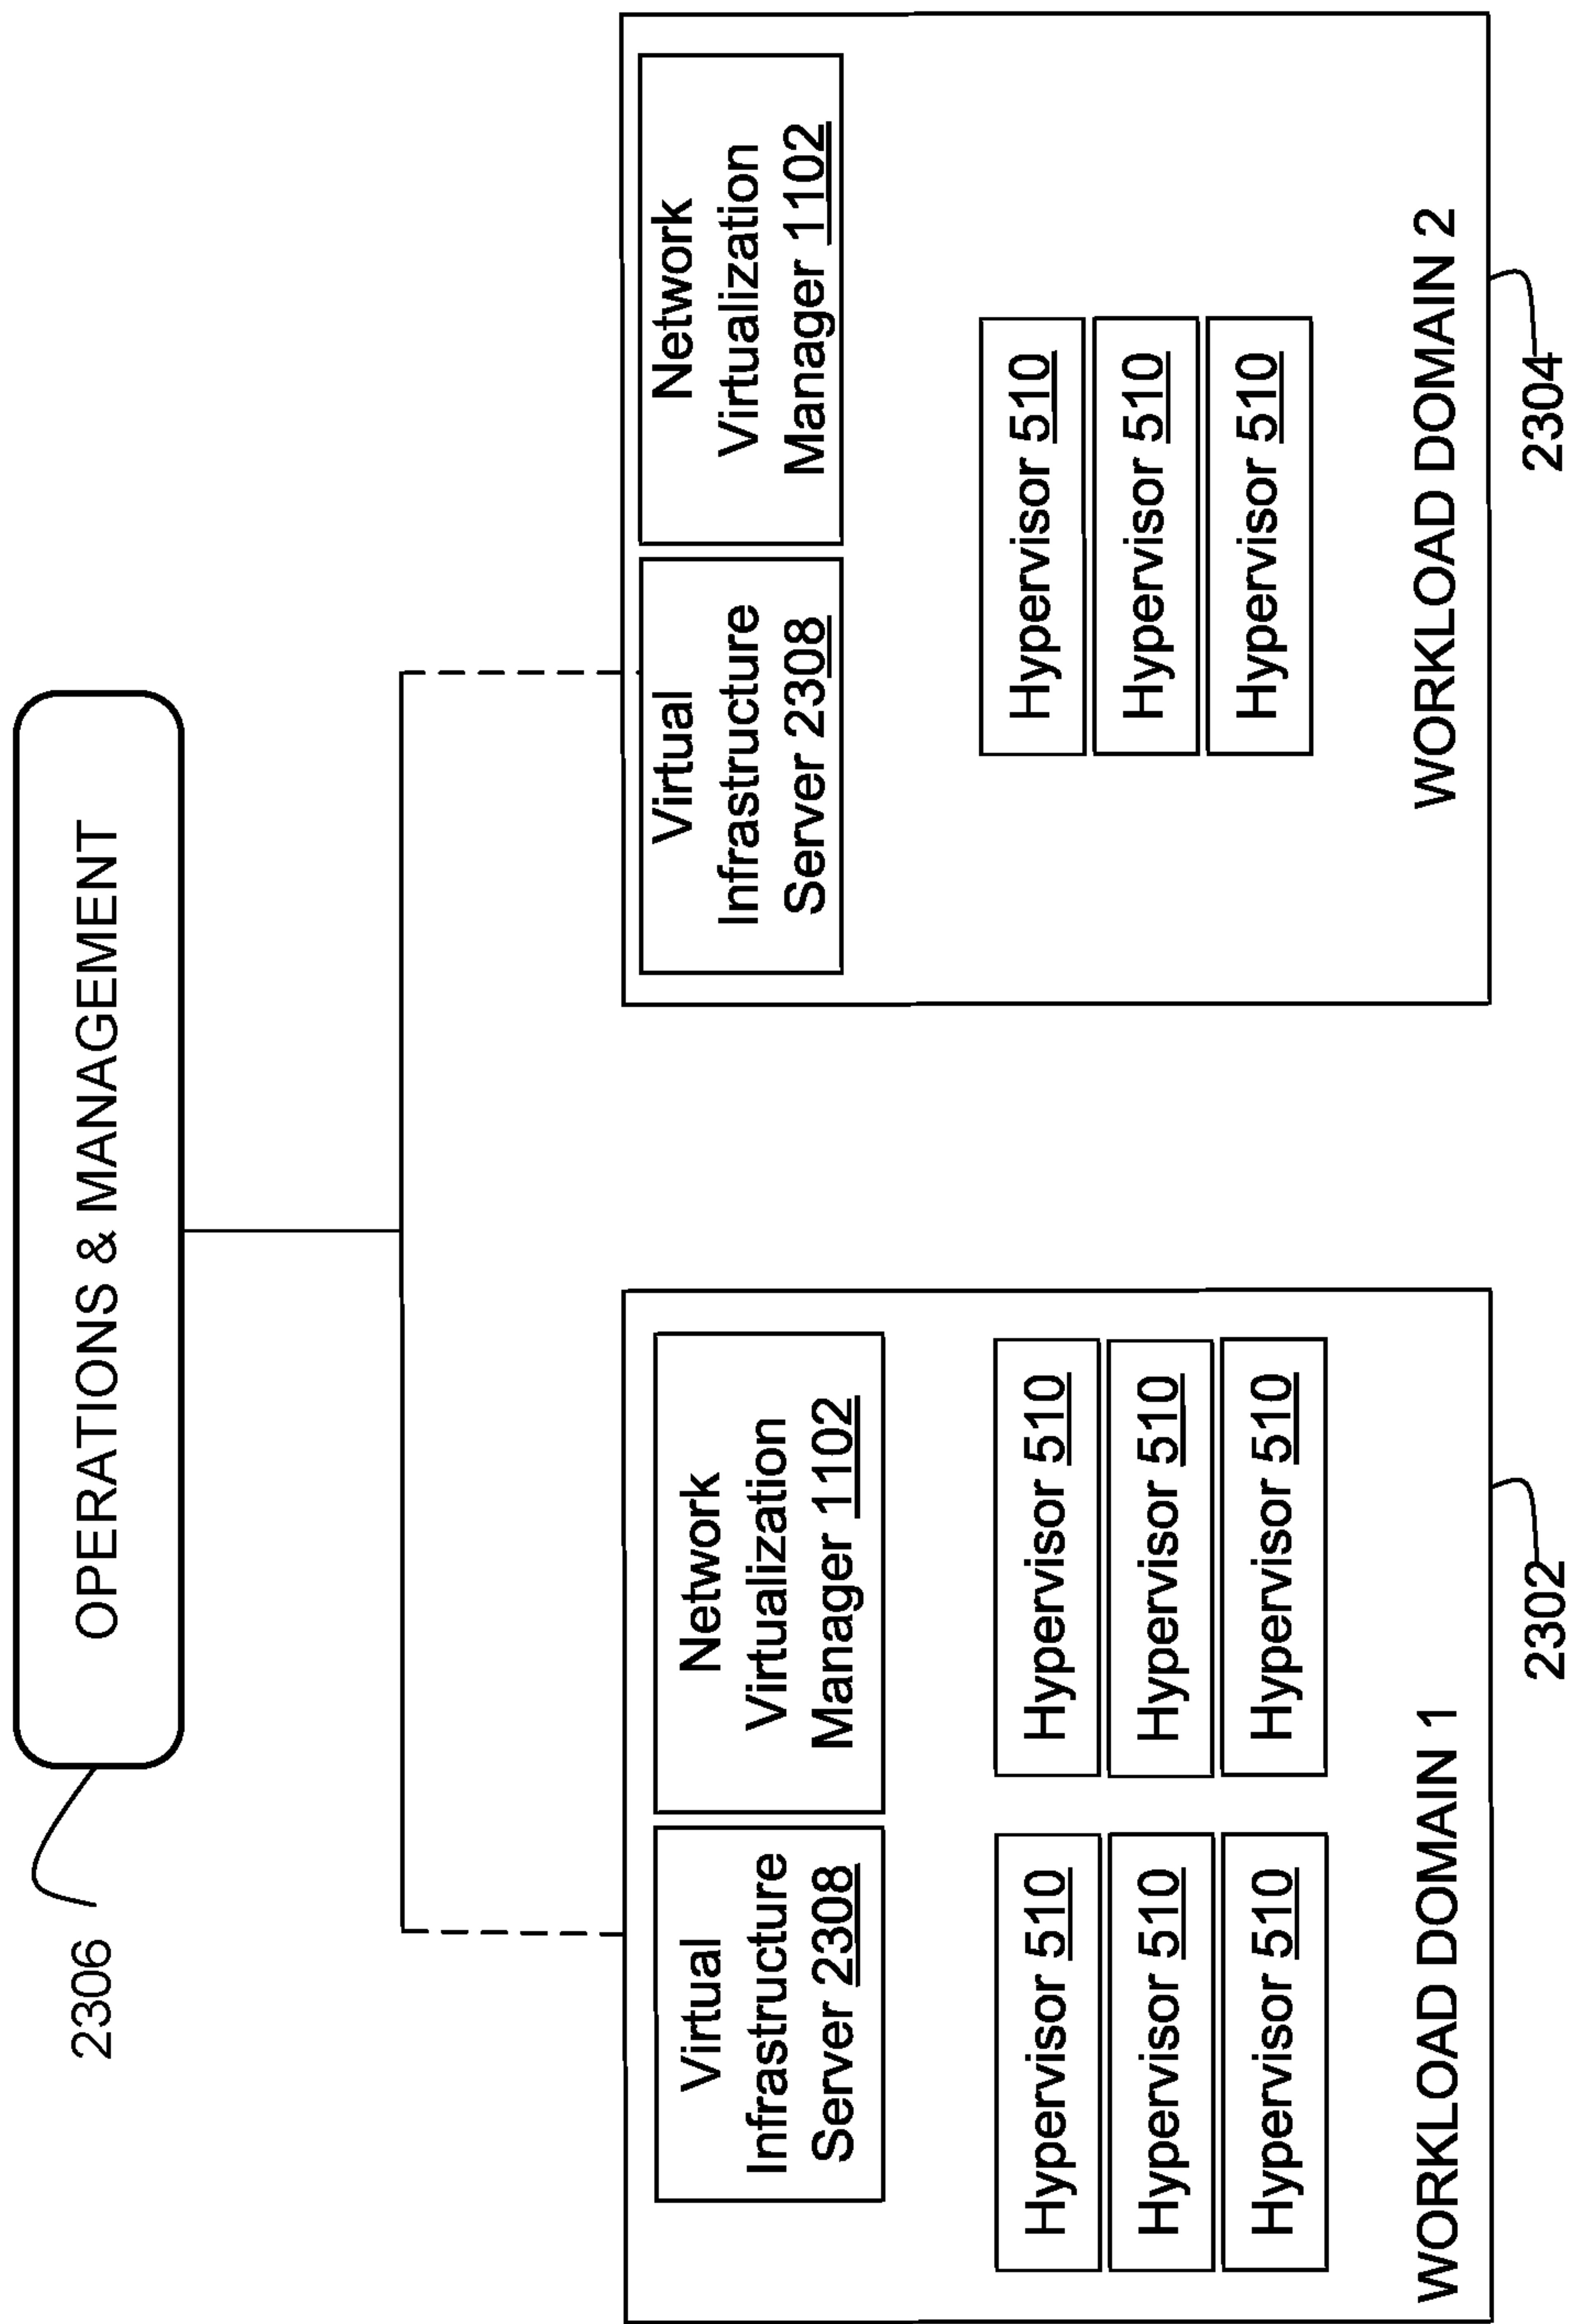 2306
OPERATIONS & MANAGEMENT
Virtual
Infrastructure
Server 2308
Network
Virtualization
Manager 1102
Hypervisor 510
Hypervisor 510
Hypervisor 510
Hypervisor 510
Hypervisor 510
Hypervisor 510
WORKLOAD DOMAIN 1
2302
Virtual
Infrastructure
Server 2308
Network
Virtualization
Manager 1102
Hypervisor 510
Hypervisor 510
Hypervisor 510
WORKLOAD DOMAIN 2
2304